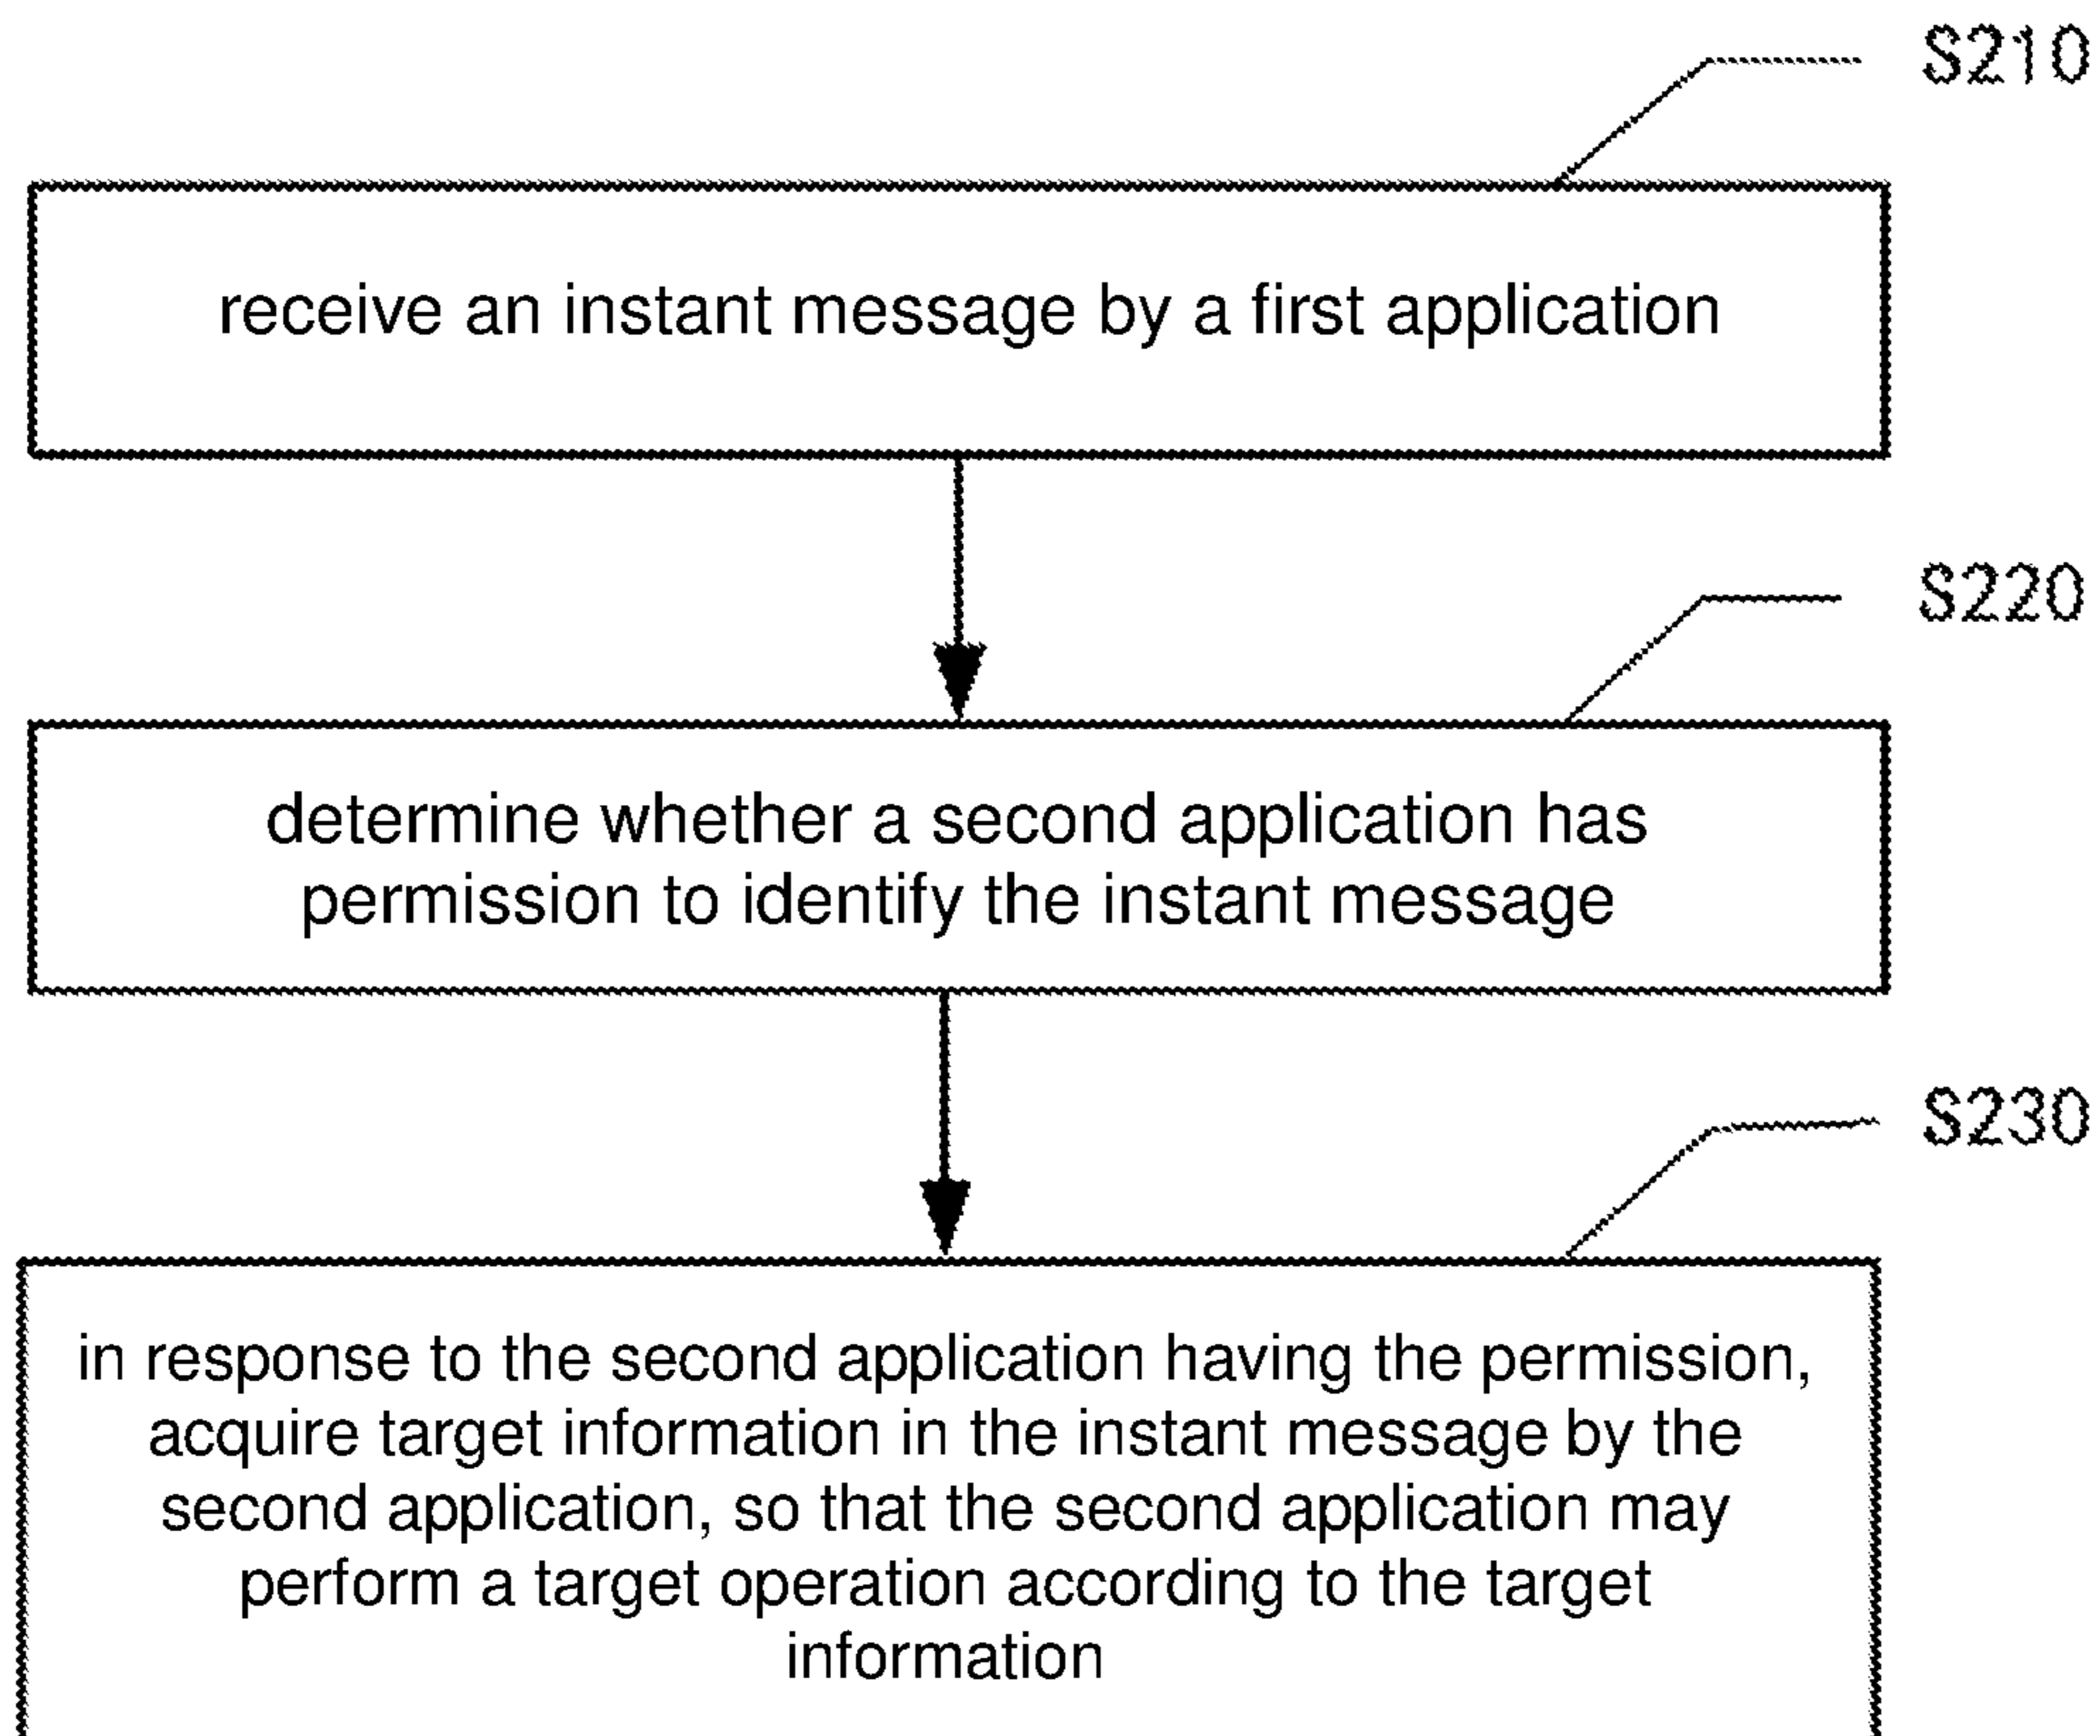 S210
receive an instant message by a first application
S220
determine whether a second application has
permission to identify the instant message
S230
in response to the second application having the permission,
acquire target information in the instant message by the
second application, so that the second application may
perform a target operation according to the target
information